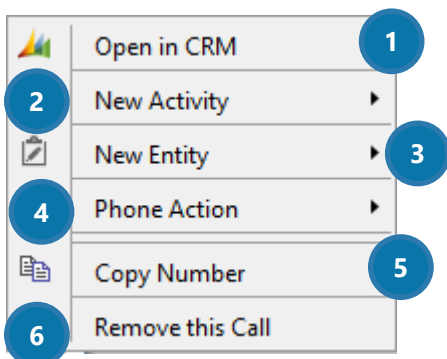 Open in CRM 1
2 New Activity
New Entity 3
4 Phone Action
Copy Number 5
6 Remove this Call